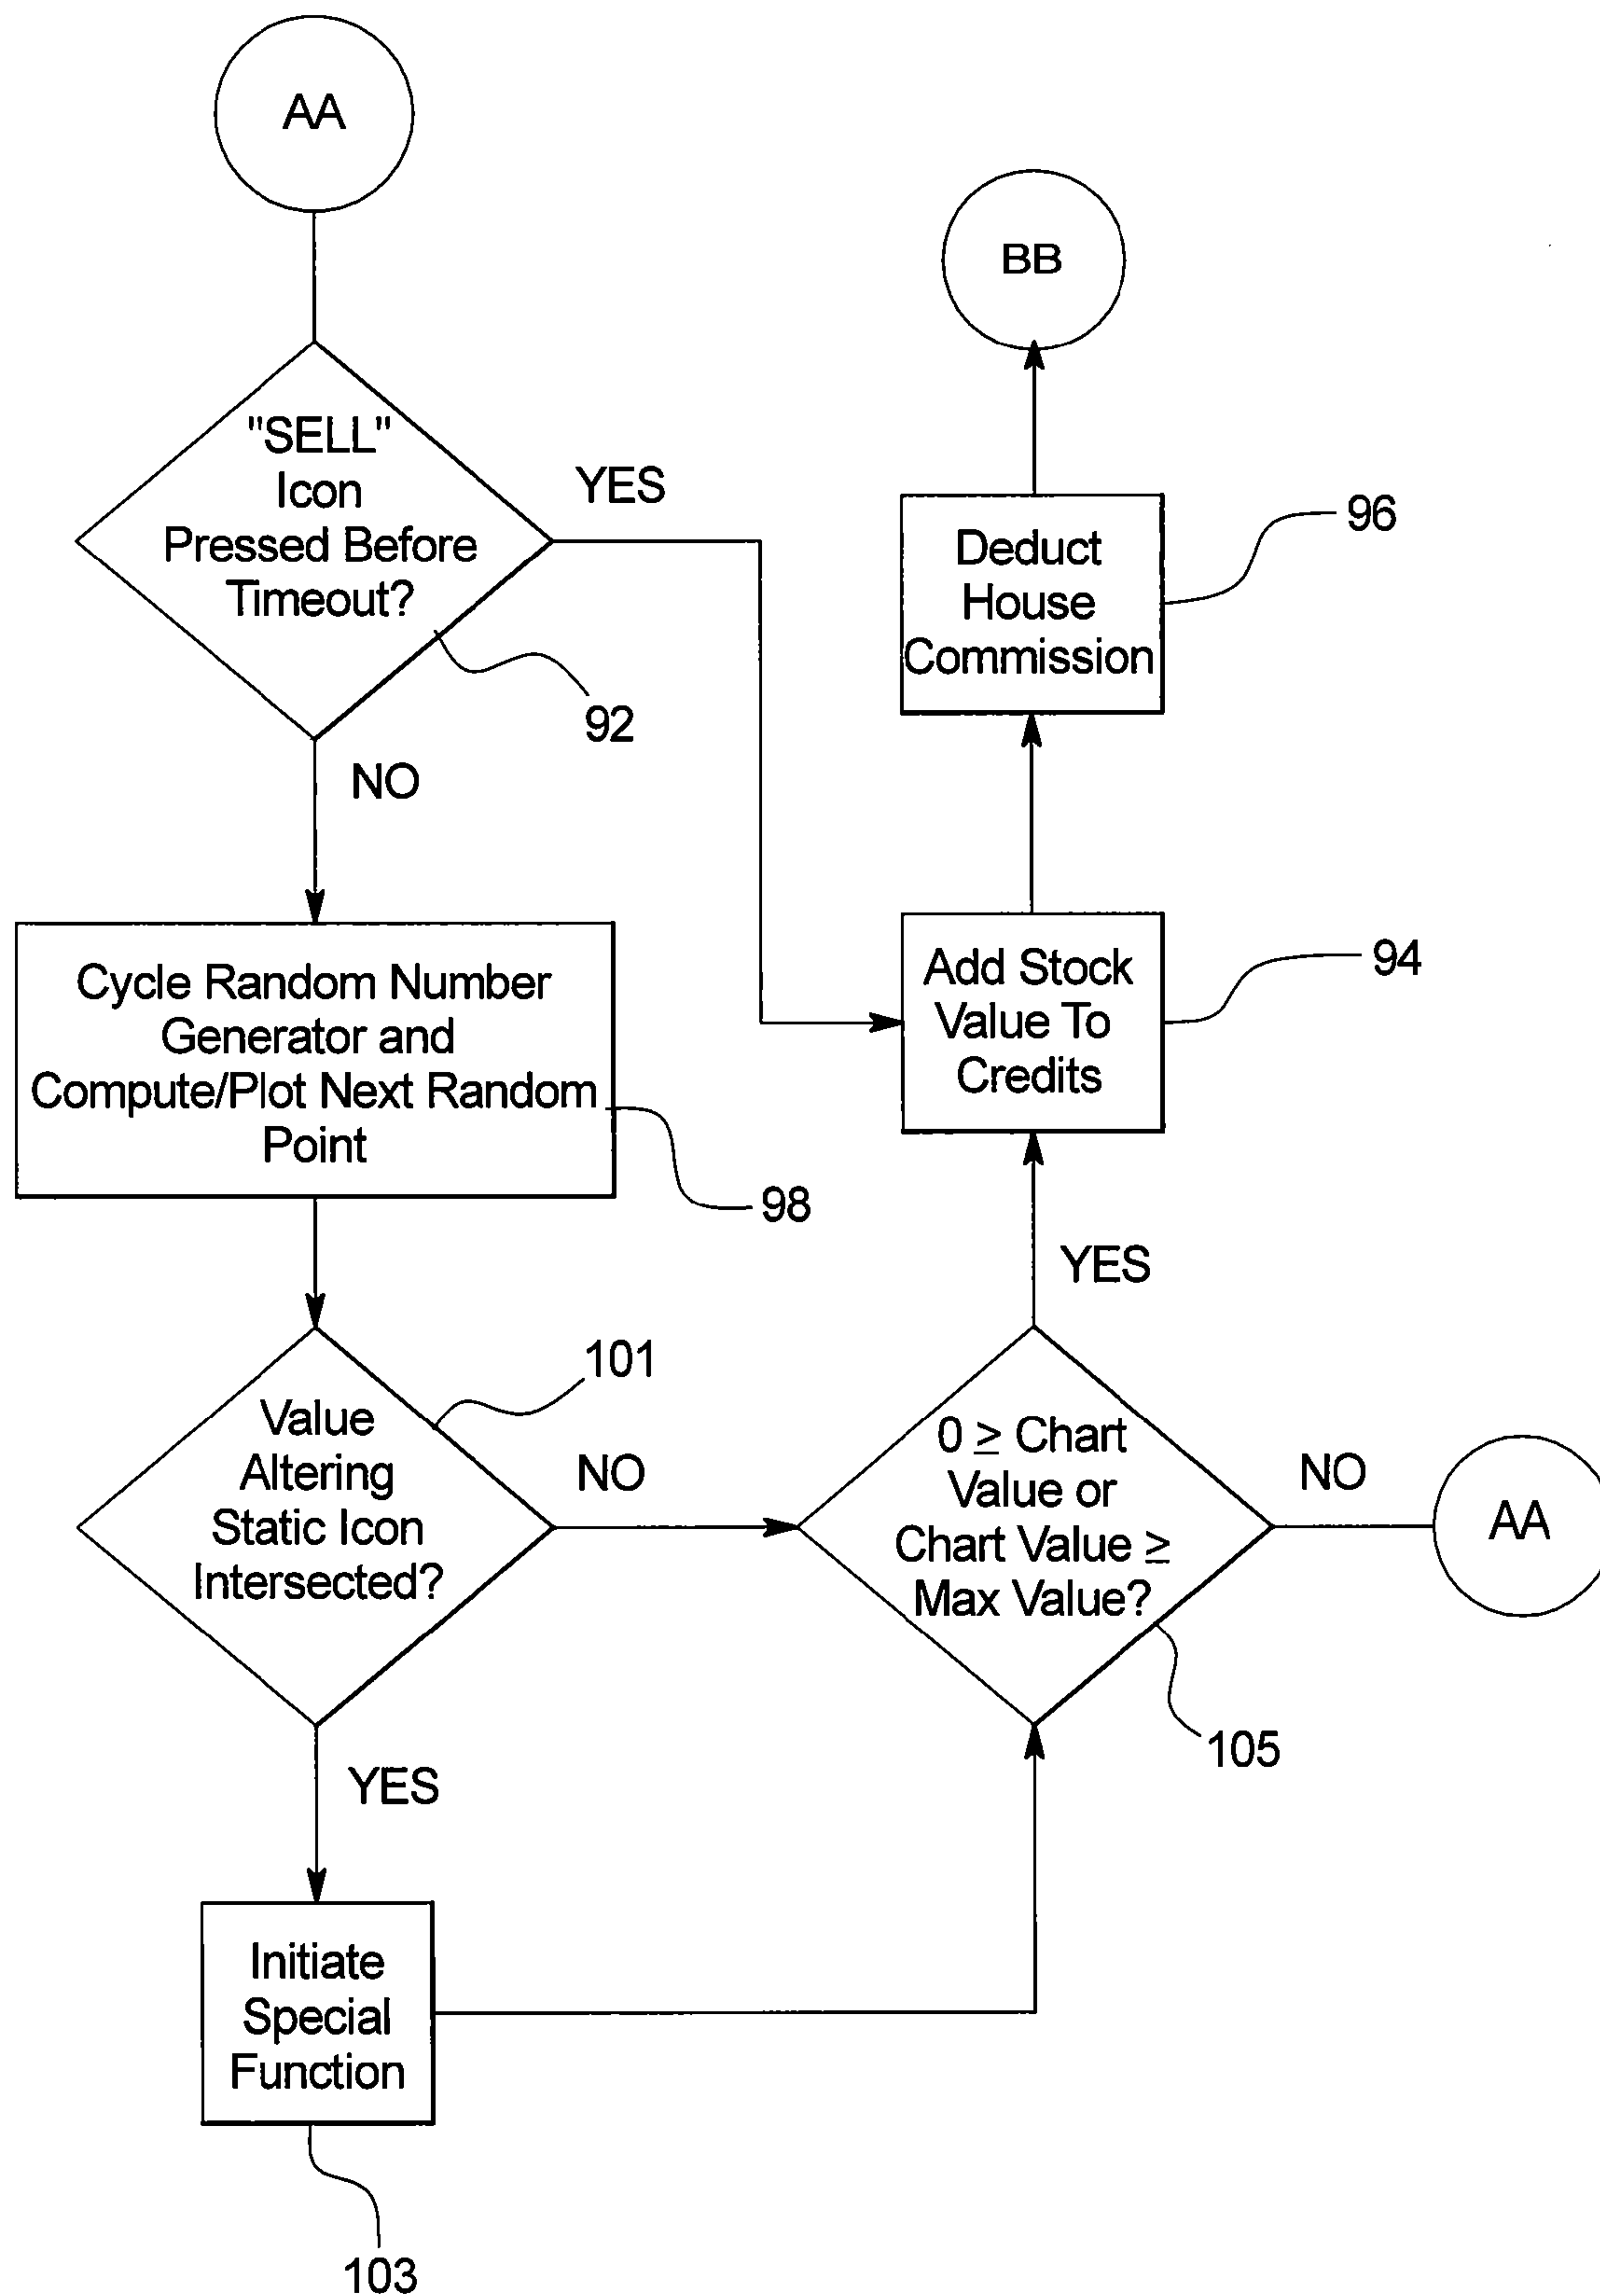 AA
BB
"SELL"
Icon
Pressed Before
Timeout?
YES
92
NO
Deduct
House
Commission
96
Cycle Random Number
Generator and
Compute/Plot Next Random
Point
98
Add Stock
Value To
Credits
94
YES
Value
Altering
Static Icon
Intersected?
101
NO
0 ≥ Chart
Value or
Chart Value ≥
Max Value?
NO
AA
105
YES
Initiate
Special
Function
103